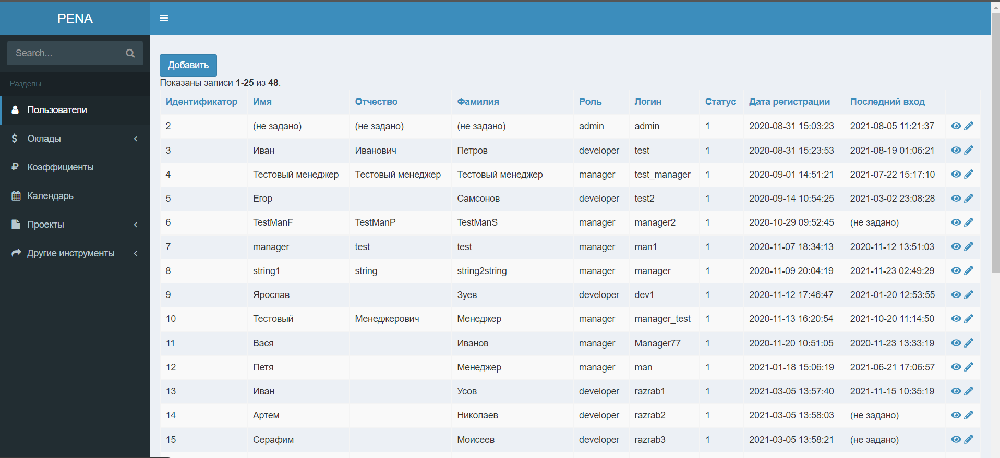 PENA
Search...
Разделы
Пользователи
Оклады
Коэффициенты
Календарь
Проекты
Другие инструменты
Добавить
Показаны записи 1-25 из 48.
Идентификатор Имя Отчество Фамилия Роль Логин Статус Дата регистрации Последний вход
2 (не задано) (не задано) (не задано) admin admin 1 2020-08-31 15:03:23 2021-08-05 11:21:37
3 Иван Иванович Петров developer test 1 2020-08-31 15:23:53 2021-08-19 01:06:21
4 Тестовый менеджер Тестовый менеджер Тестовый менеджер manager test_manager 1 2020-09-01 14:51:21 2021-07-22 15:17:10
5 Егор Самсонов developer test2 1 2020-09-14 10:54:25 2021-03-02 23:08:28
6 TestManF TestManP TestManS manager manager2 1 2020-10-29 09:52:45 (не задано)
7 manager test test manager man1 1 2020-11-07 18:34:13 2020-11-12 13:51:03
8 string1 string string2string manager manager 1 2020-11-09 20:04:19 2021-11-23 02:49:29
9 Ярослав Зуев developer dev1 1 2020-11-12 17:46:47 2021-01-20 12:53:55
10 Тестовый Менеджерович Менеджер manager manager_test 1 2020-11-13 16:20:54 2021-10-20 11:14:50
11 Вася Иванов manager Manager77 1 2020-11-20 10:51:05 2020-11-23 13:33:19
12 Петя Менеджер manager man 1 2021-01-18 15:06:19 2021-06-21 17:06:57
13 Иван Усов developer razrab1 1 2021-03-05 13:57:40 2021-11-15 10:35:19
14 Артем Николаев developer razrab2 1 2021-03-05 13:58:03 (не задано)
15 Серафим Моисеев developer razrab3 1 2021-03-05 13:58:21 (не задано)